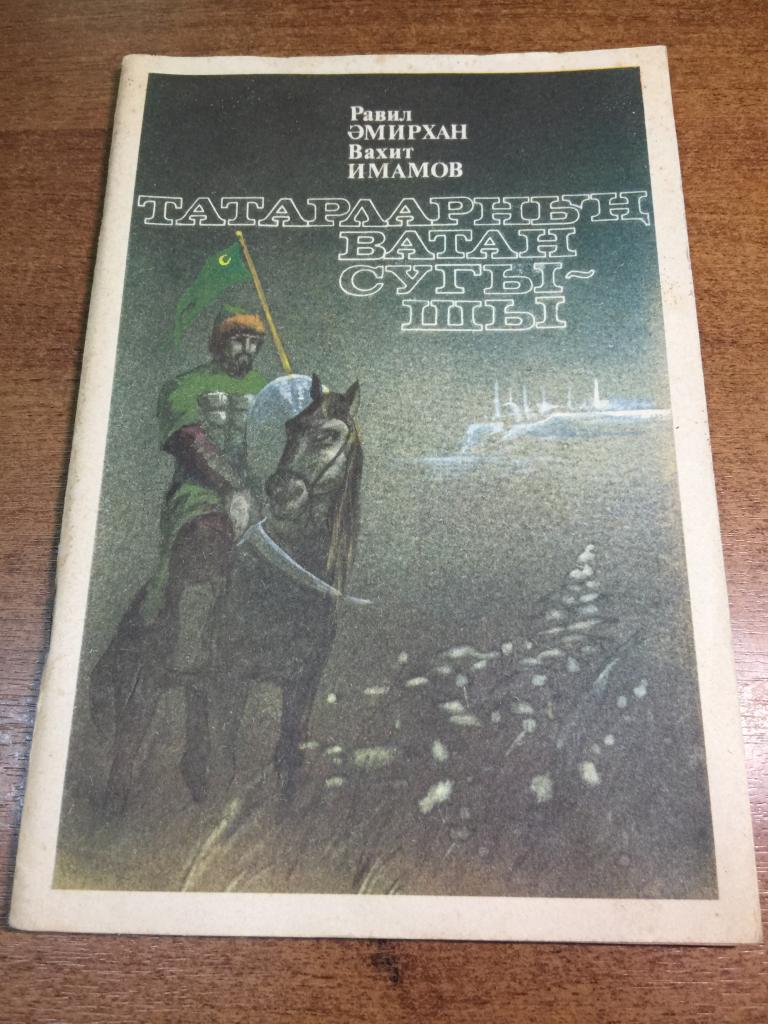 Равил
ӘМИРХАН
Вахит
ИМАМОВ
ТАТАРЛАРНЫҢ
ВАТАН
СУГЫ-
ШЫ